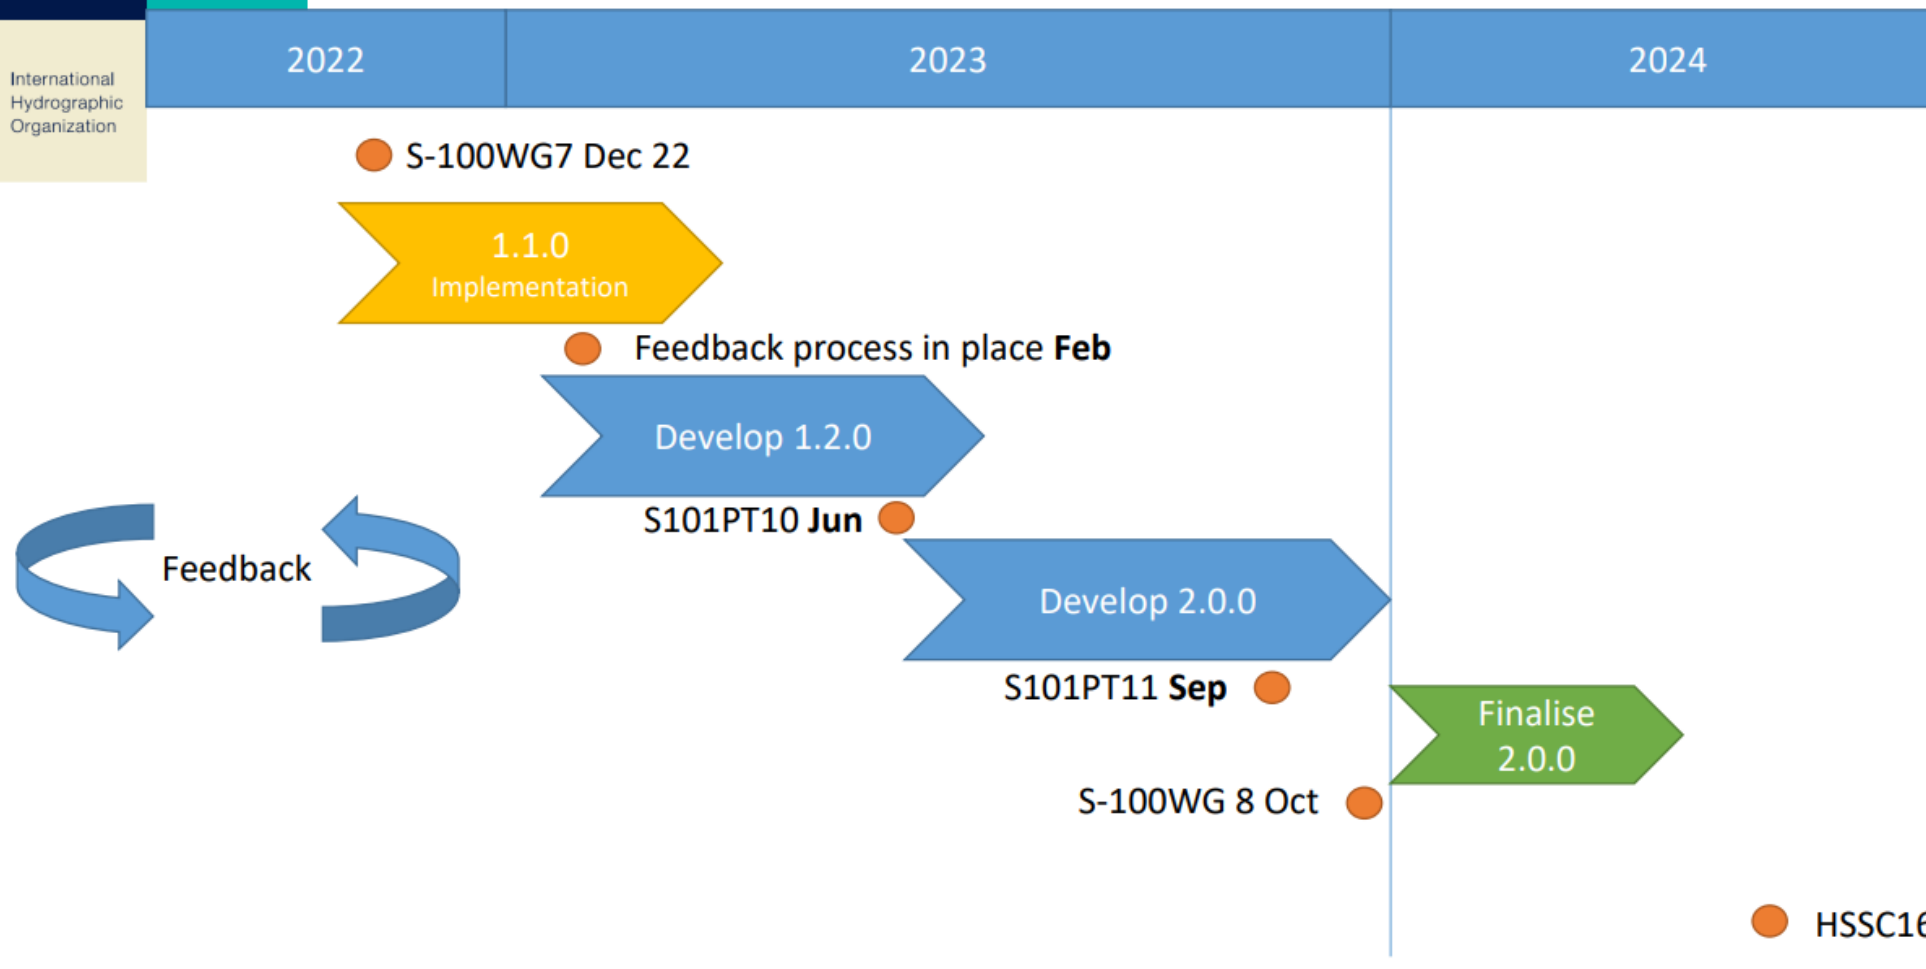 2022
2023
2024
International
Hydrographic
Organization
S-100WG7 Dec 22
1.1.0
Implementation
Feedback process in place Feb
Develop 1.2.0
S101PT10 Jun
Feedback
Develop 2.0.0
S101PT11 Sep
Finalise
2.0.0
S-100WG 8 Oct
HSSC16